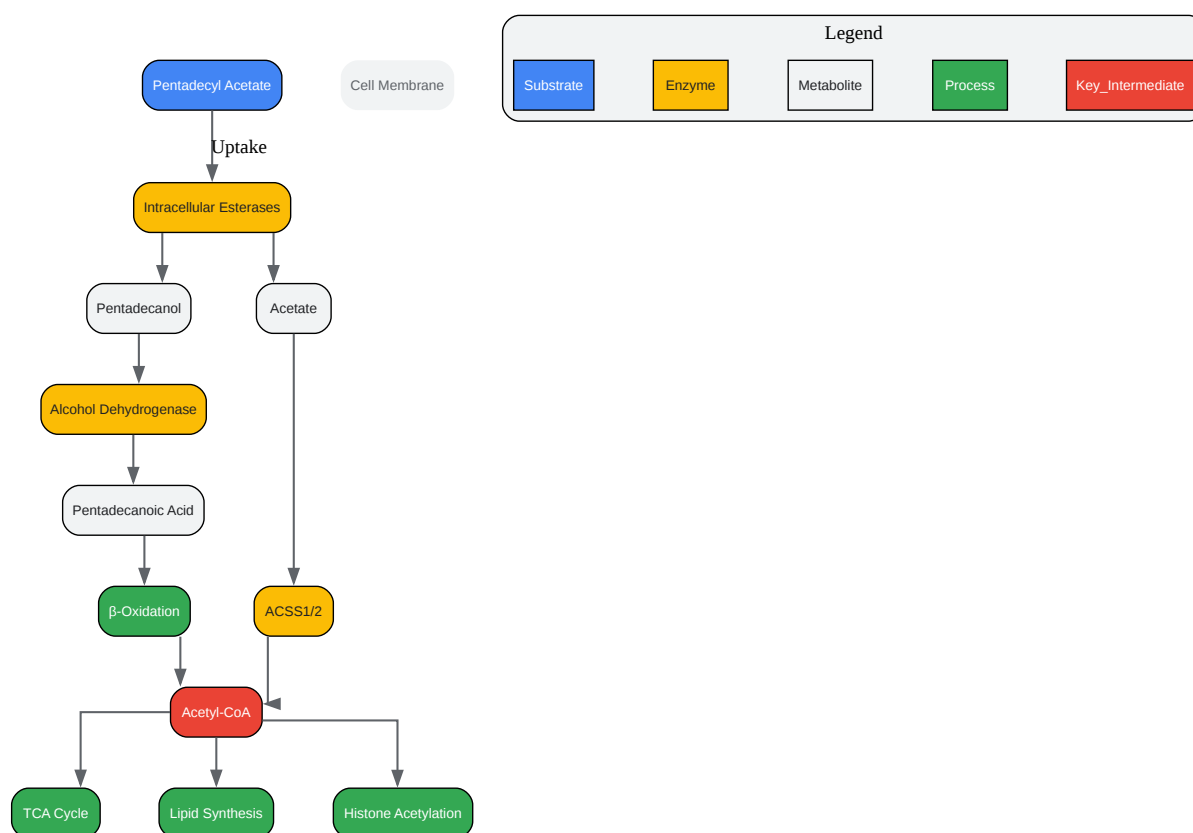 Legend
Pentadecyl Acetate
Cell Membrane
Substrate
Enzyme
Metabolite
Process
Key_Intermediate
Uptake
Intracellular Esterases
Pentadecanol
Acetate
Alcohol Dehydrogenase
Pentadecanoic Acid
β-Oxidation
ACSS1/2
Acetyl-CoA
TCA Cycle
Lipid Synthesis
Histone Acetylation